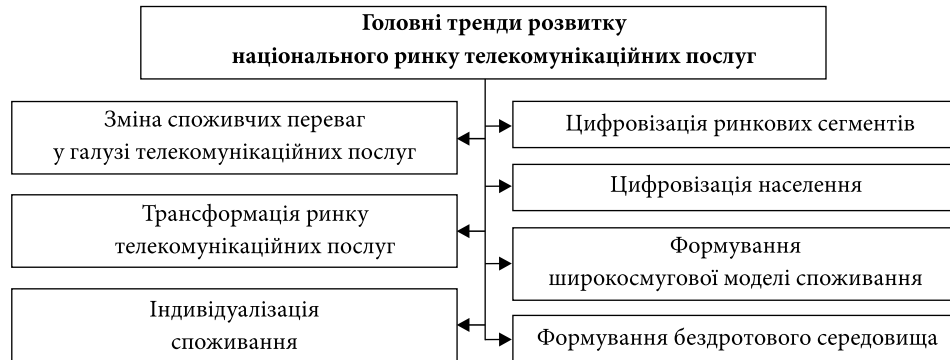 Головні тренди розвитку
національного ринку телекомунікаційних послуг
Зміна споживчих переваг
у галузі телекомунікаційних послуг
Трансформація ринку
телекомунікаційних послуг
Індивідуалізація
споживання
Цифровізація ринкових сегментів
Цифровізація населення
Формування
широкосмугової моделі споживання
Формування бездротового середовища